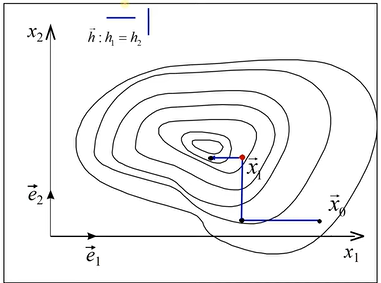 h⃗ : h₁ = h₂
x₂
x⃗₁
e⃗₂
x⃗₀
e⃗₁
x₁